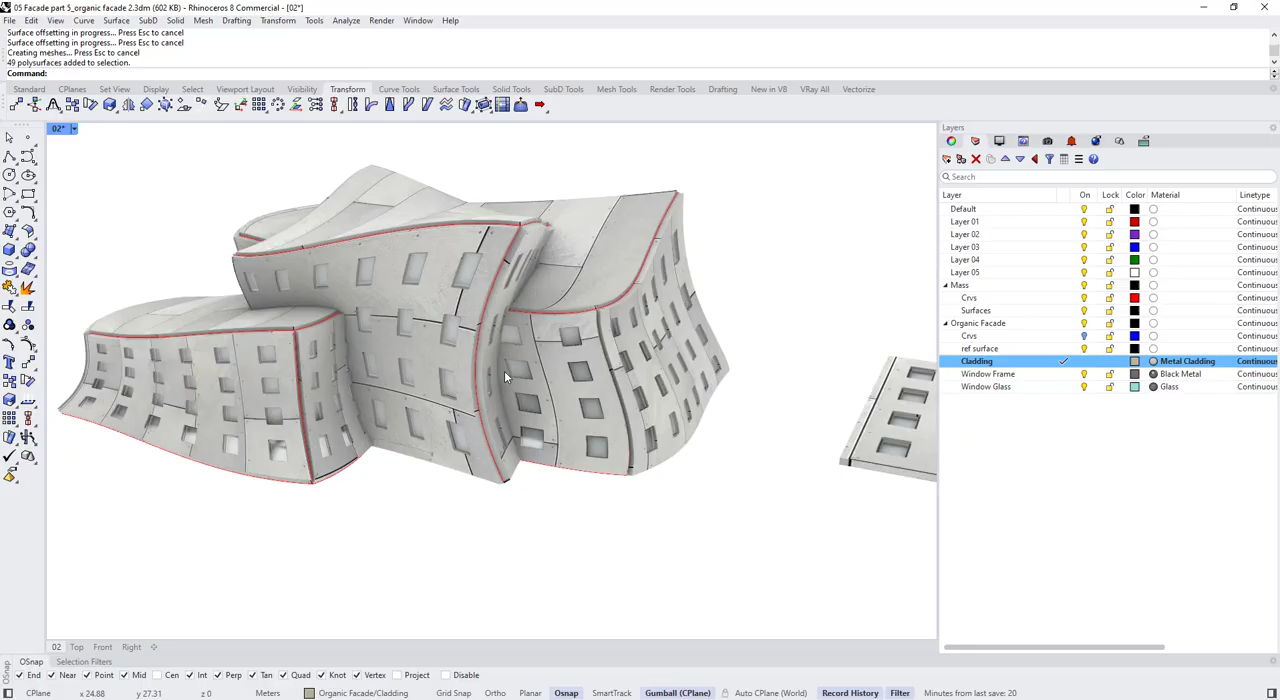 05 Facade part 5_organic facade 2.3dm (602 KB) - Rhinoceros 8 Commercial - [02*]
File Edit View Curve Surface SubD Solid Mesh Drafting Transform Tools Analyze Render Window Help
Surface offsetting in progress... Press Esc to cancel
Surface offsetting in progress... Press Esc to cancel
Creating meshes... Press Esc to cancel
49 polysurfaces added to selection.
Command:
Standard CPlanes Set View Display Select Viewport Layout Visibility Transform Curve Tools Surface Tools Solid Tools SubD Tools Mesh Tools Render Tools Drafting New in V8 VRay All Vectorize
02*
Layers
Search
Layer On Lock Color Material Linetype
Default Continuous
Layer 01 Continuous
Layer 02 Continuous
Layer 03 Continuous
Layer 04 Continuous
Layer 05 Continuous
Mass Continuous
Crvs Continuous
Surfaces Continuous
Organic Facade Continuous
Crvs Continuous
ref surface Continuous
Cladding Metal Cladding Continuous
Window Frame Black Metal Continuous
Window Glass Glass Continuous
02 Top Front Right
OSnap Selection Filters
OSnap
End Near Point Mid Cen Int Perp Tan Quad Knot Vertex Project Disable
CPlane x 24.88 y 27.31 z 0 Meters Organic Facade/Cladding Grid Snap Ortho Planar Osnap SmartTrack Gumball (CPlane) Auto CPlane (World) Record History Filter Minutes from last save: 20